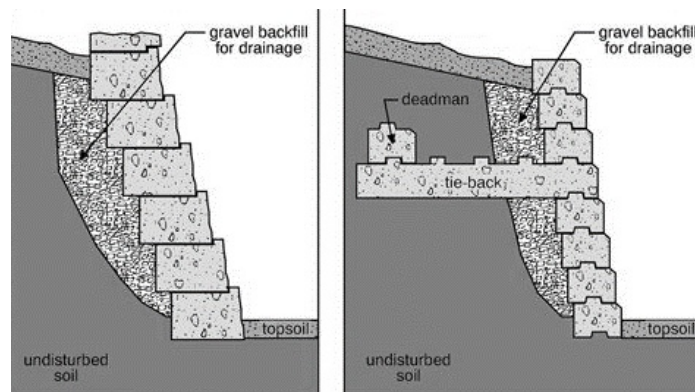 gravel backfill
for drainage
topsoil
undisturbed
soil
gravel backfill
for drainage
deadman
tie-back
topsoil
undisturbed
soil